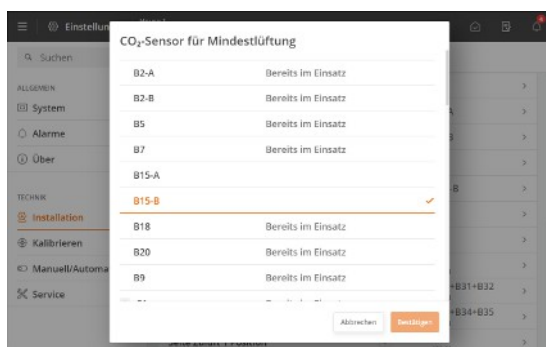 Einstellun
CO₂-Sensor für Mindestlüftung
Suchen
B2-A Bereits im Einsatz
ALLGEMEIN
B2-B Bereits im Einsatz
System
B5 Bereits im Einsatz
Alarme
B7 Bereits im Einsatz
Über
B15-A
TECHNIK
B15-B
Installation
B18 Bereits im Einsatz
Kalibrieren
B20 Bereits im Einsatz
Manuell/Automa
B9 Bereits im Einsatz
+B31+B32
Service
Abbrechen Bestätigen
+B34+B35